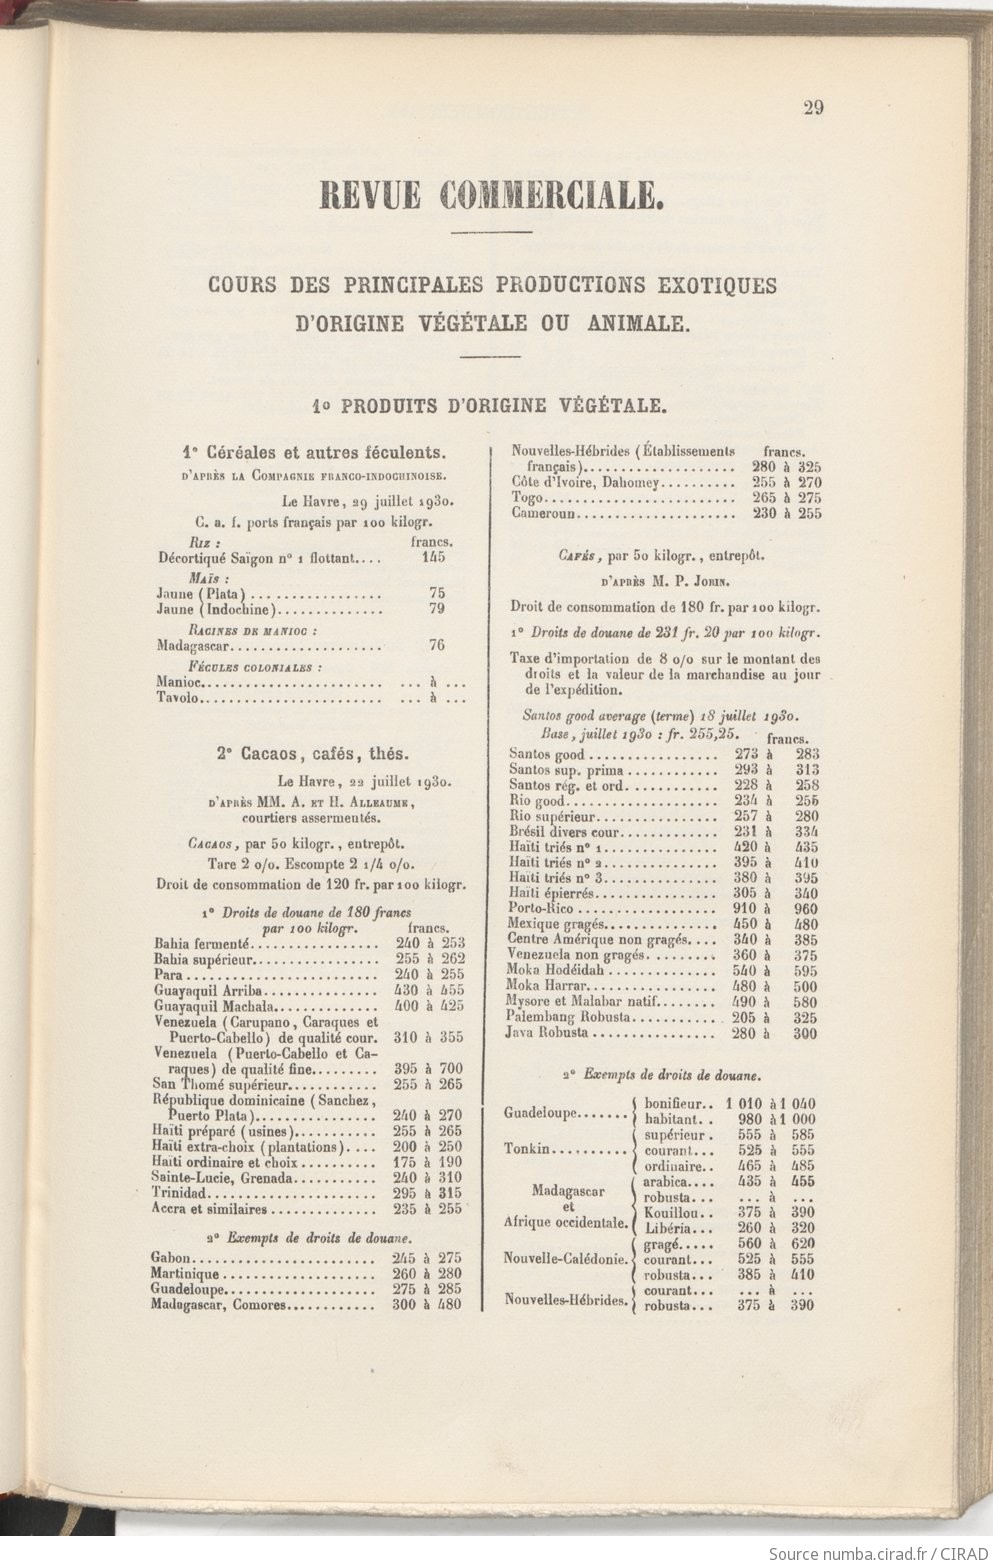 29
REVUE COMMERCIALE.
COURS DES PRINCIPALES PRODUCTIONS EXOTIQUES
D'ORIGINE VÉGÉTALE OU ANIMALE.
1o PRODUITS D'ORIGINE VÉGÉTALE.
1° Céréales et autres féculents.
D'APRÈS LA COMPAGNIE FRANCO-INDOCHINOISE.
Le Havre, 29 juillet 1930.
C. a. f. ports français par 100 kilogr.
RIZ : francs.
Décortiqué Saïgon n° 1 flottant.... 145
MAÏS :
Jaune (Plata) ................. 75
Jaune (Indochine).............. 79
RACINES DE MANIOC :
Madagascar.................... 76
FÉCULES COLONIALES :
Manioc....................... ... à ...
Tavolo....................... ... à ...
2° Cacaos, cafés, thés.
Le Havre, 22 juillet 1930.
D'APRÈS MM. A. ET H. ALLEAUME,
courtiers assermentés.
CACAOS, par 50 kilogr., entrepôt.
Tare 2 o/o. Escompte 2 1/4 o/o.
Droit de consommation de 120 fr. par 100 kilogr.
1° Droits de douane de 180 francs
par 100 kilogr. francs.
Bahia fermenté................. 240 à 253
Bahia supérieur................ 255 à 262
Para ......................... 240 à 255
Guayaquil Arriba............... 430 à 455
Guayaquil Machala.............. 400 à 425
Venezuela (Carupano, Caraques et
Puerto-Cabello) de qualité cour. 310 à 355
Venezuela (Puerto-Cabello et Ca-
raques) de qualité fine......... 395 à 700
San Thomé supérieur............ 255 à 265
République dominicaine (Sanchez,
Puerto Plata)................ 240 à 270
Haïti préparé (usines)........... 255 à 265
Haïti extra-choix (plantations).... 200 à 250
Haïti ordinaire et choix .......... 175 à 190
Sainte-Lucie, Grenada........... 240 à 310
Trinidad...................... 295 à 315
Accra et similaires .............. 235 à 255
2° Exempts de droits de douane.
Gabon........................ 245 à 275
Martinique .................... 260 à 280
Guadeloupe.................... 275 à 285
Madagascar, Comores............ 300 à 480
Nouvelles-Hébrides (Établissements francs.
français).................... 280 à 325
Côte d'Ivoire, Dahomey.......... 255 à 270
Togo......................... 265 à 275
Cameroun..................... 230 à 255
CAFÉS, par 50 kilogr., entrepôt.
D'APRÈS M. P. JOBIN.
Droit de consommation de 180 fr. par 100 kilogr.
1° Droits de douane de 231 fr. 20 par 100 kilogr.
Taxe d'importation de 8 o/o sur le montant des
droits et la valeur de la marchandise au jour
de l'expédition.
Santos good average (terme) 18 juillet 1930.
Base, juillet 1930 : fr. 255,25. francs.
Santos good ................. 273 à 283
Santos sup. prima ............ 293 à 313
Santos rég. et ord. ............ 228 à 258
Rio good.................... 234 à 256
Rio supérieur................ 257 à 280
Brésil divers cour............. 231 à 334
Haïti triés n° 1............... 420 à 435
Haïti triés n° 2............... 395 à 410
Haïti triés n° 3............... 380 à 395
Haïti épierrés................ 305 à 340
Porto-Rico .................. 910 à 960
Mexique gragés............... 450 à 480
Centre Amérique non gragés.... 340 à 385
Venezuela non gragés.......... 360 à 375
Moka Hodéidah .............. 540 à 595
Moka Harrar................. 480 à 500
Mysore et Malabar natif........ 490 à 580
Palembang Robusta............ 205 à 325
Java Robusta ................ 280 à 300
2° Exempts de droits de douane.
Guadeloupe....... bonifieur.. 1 010 à 1 040
habitant. . 980 à 1 000
Tonkin.......... supérieur . 555 à 585
courant... 525 à 555
ordinaire.. 465 à 485
Madagascar et Afrique occidentale. arabica.... 435 à 455
robusta... ... à ...
Kouillou.. 375 à 390
Libéria... 260 à 320
Nouvelle-Calédonie. gragé..... 560 à 620
courant... 525 à 555
robusta... 385 à 410
Nouvelles-Hébrides. courant... ... à ...
robusta... 375 à 390
Source numba.cirad.fr / CIRAD